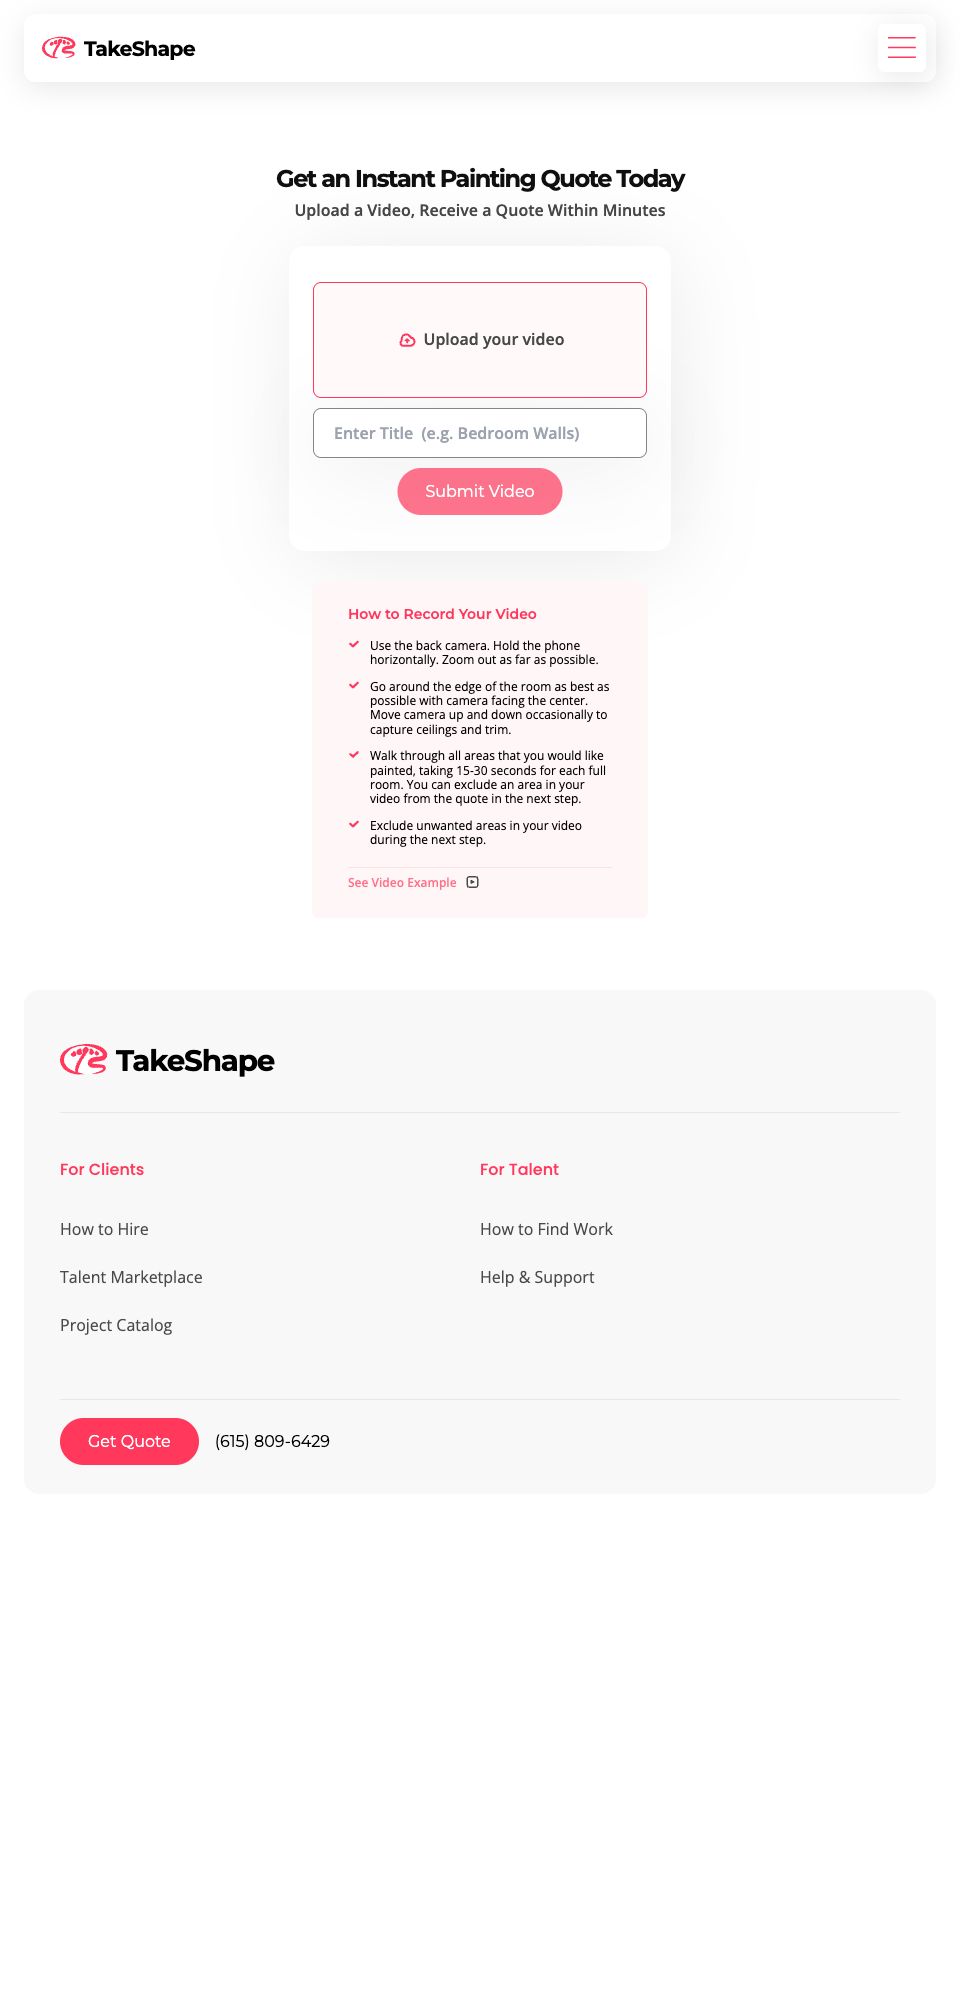 TakeShape
Get an Instant Painting Quote Today
Upload a Video, Receive a Quote Within Minutes
Upload your video
Enter Title  (e.g. Bedroom Walls)
Submit Video
How to Record Your Video
Use the back camera. Hold the phone
horizontally. Zoom out as far as possible.
Go around the edge of the room as best as
possible with camera facing the center.
Move camera up and down occasionally to
capture ceilings and trim.
Walk through all areas that you would like
painted, taking 15-30 seconds for each full
room. You can exclude an area in your
video from the quote in the next step.
Exclude unwanted areas in your video
during the next step.
See Video Example
TakeShape
For Clients
How to Hire
Talent Marketplace
Project Catalog
For Talent
How to Find Work
Help & Support
Get Quote
(615) 809-6429